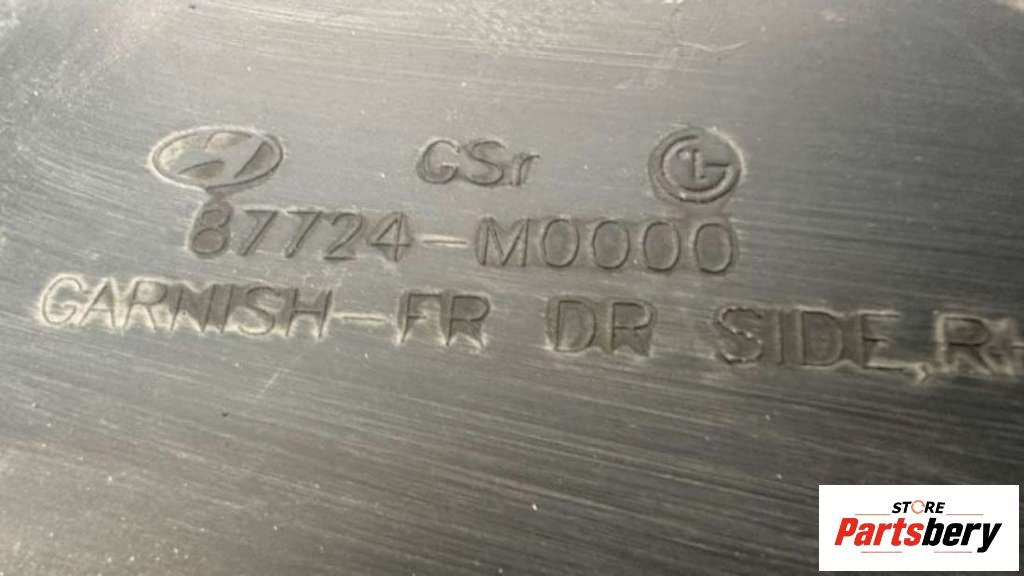 GSr
87724-M0000
GARNISH-FR DR SIDE,R
STORE
Partsbery